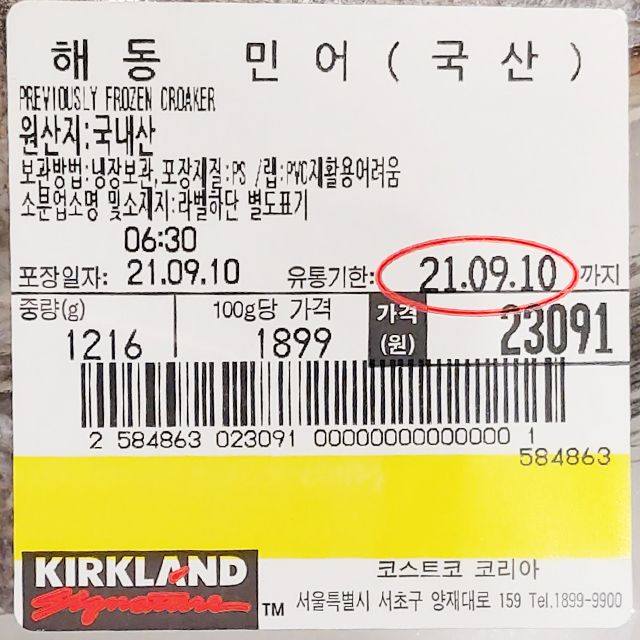 해동 민어(국산)
PREVIOUSLY FROZEN CROAKER
원산지:국내산
보관방법:냉장보관,포장재질:PS /랩:PVC재활용어려움
소분업소명 및소재지:라벨하단 별도표기
06:30
포장일자: 21.09.10 유통기한: 21.09.10 까지
중량(g) 100g당 가격 가격(원)
1216 1899 23091
2 584863 023091 00000000000000 1
584863
KIRKLAND
Signature TM
코스트코 코리아
서울특별시 서초구 양재대로 159 Tel.1899-9900